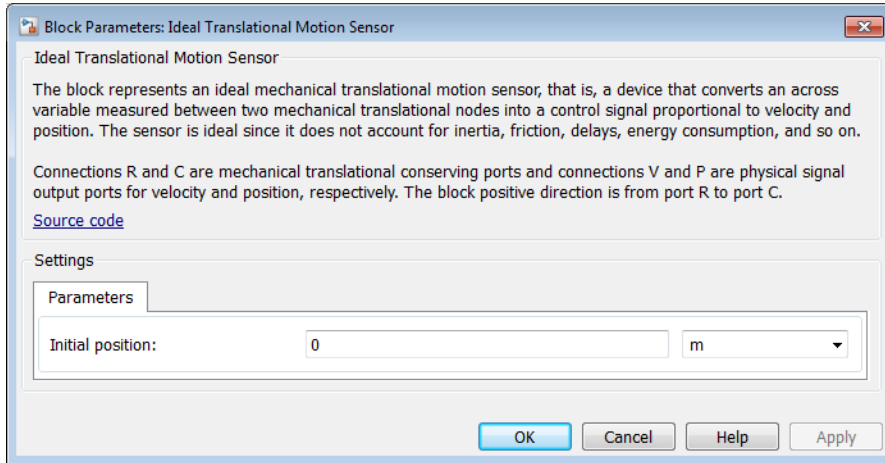 Block Parameters: Ideal Translational Motion Sensor
Ideal Translational Motion Sensor
The block represents an ideal mechanical translational motion sensor, that is, a device that converts an across
variable measured between two mechanical translational nodes into a control signal proportional to velocity and
position. The sensor is ideal since it does not account for inertia, friction, delays, energy consumption, and so on.
Connections R and C are mechanical translational conserving ports and connections V and P are physical signal
output ports for velocity and position, respectively. The block positive direction is from port R to port C.
Source code
Settings
Parameters
Initial position: 0 m
OK Cancel Help Apply